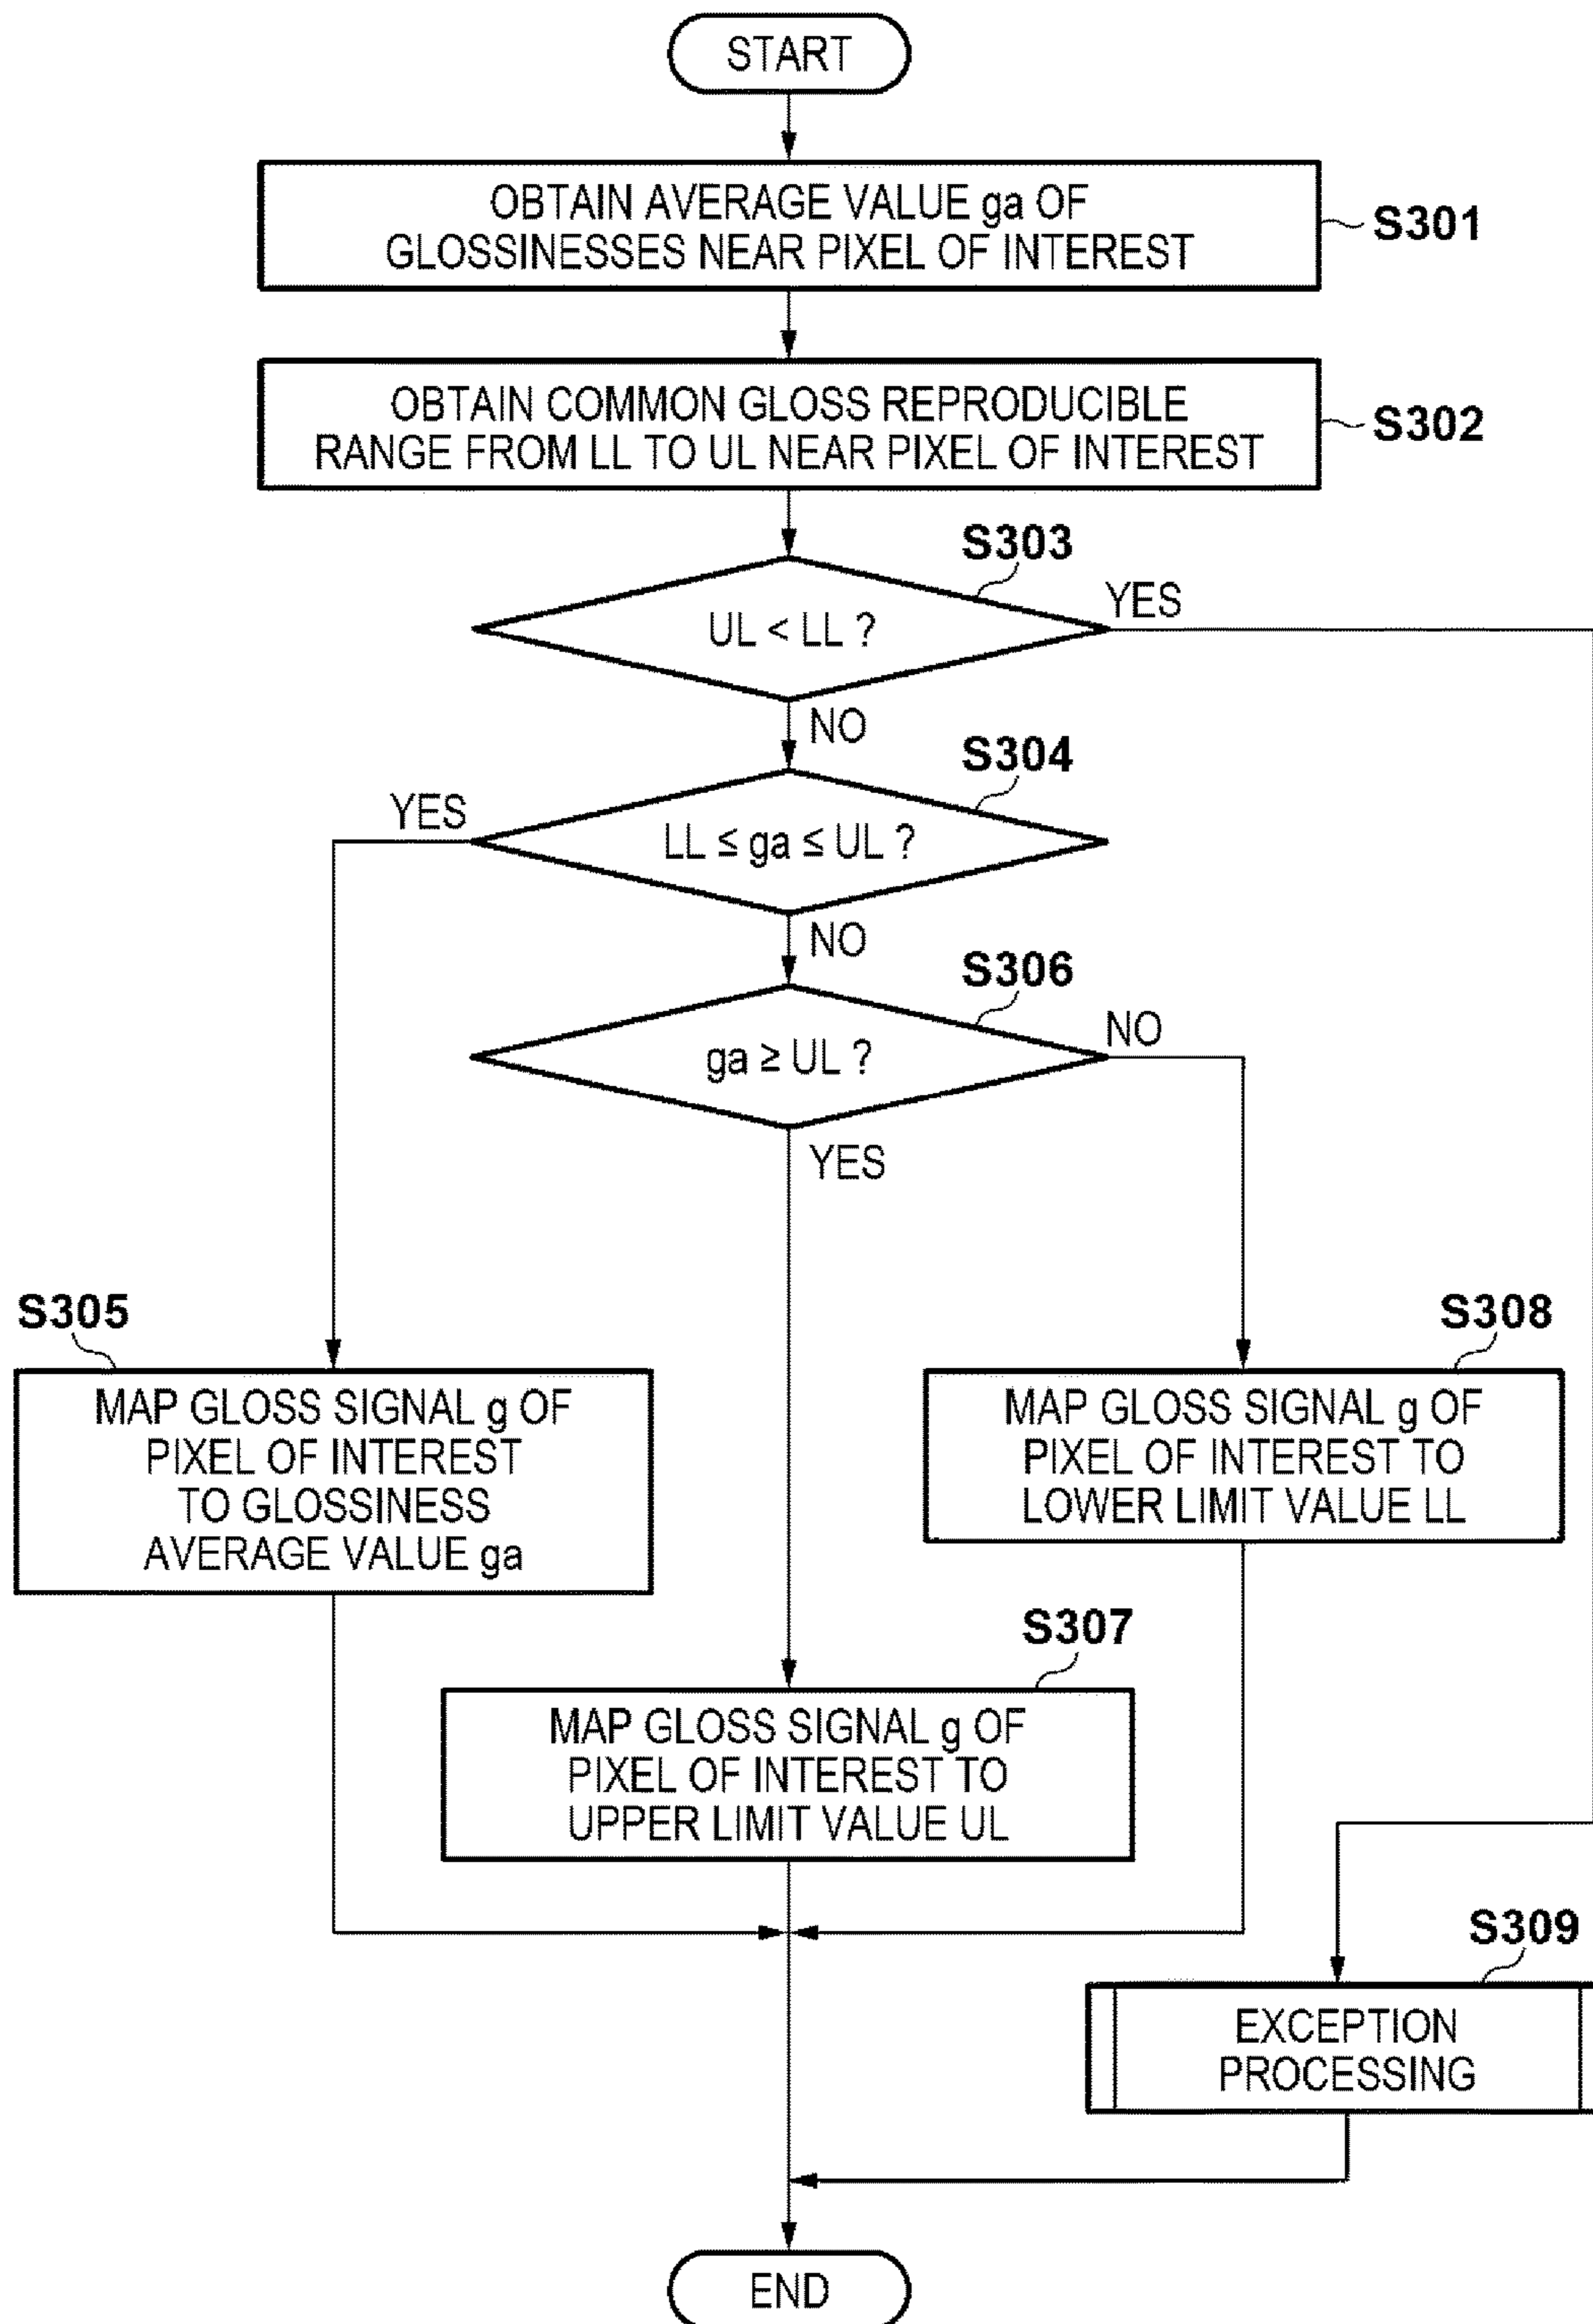 START
OBTAIN AVERAGE VALUE ga OF
GLOSSINESSES NEAR PIXEL OF INTEREST
S301
OBTAIN COMMON GLOSS REPRODUCIBLE
RANGE FROM LL TO UL NEAR PIXEL OF INTEREST
S302
S303
UL < LL ?
YES
NO
S304
YES
LL ≤ ga ≤ UL ?
NO
S306
ga ≥ UL ?
NO
YES
S305
MAP GLOSS SIGNAL g OF
PIXEL OF INTEREST
TO GLOSSINESS
AVERAGE VALUE ga
S308
MAP GLOSS SIGNAL g OF
PIXEL OF INTEREST TO
LOWER LIMIT VALUE LL
S307
MAP GLOSS SIGNAL g OF
PIXEL OF INTEREST TO
UPPER LIMIT VALUE UL
S309
EXCEPTION
PROCESSING
END